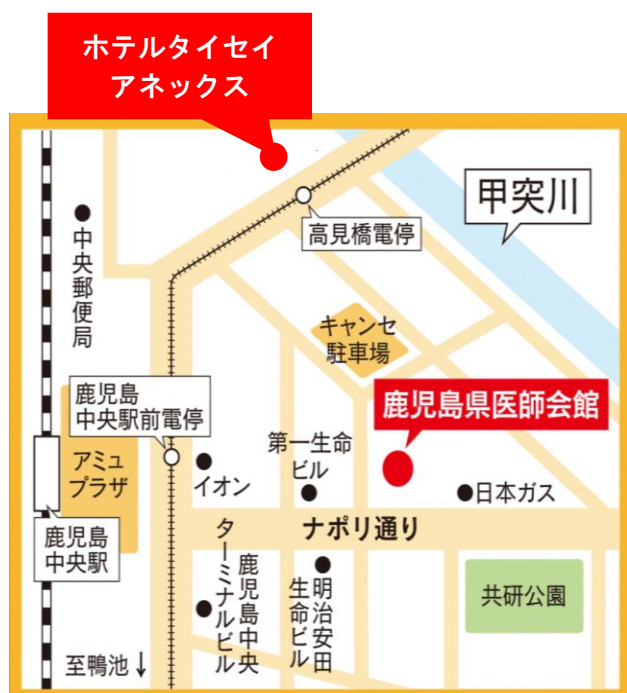 ホテルタイセイ
アネックス
甲突川
高見橋電停
中央郵便局
キャンセ
駐車場
鹿児島
中央駅前電停
鹿児島県医師会館
アミュ
プラザ
イオン
第一生命
ビル
日本ガス
ナポリ通り
鹿児島
中央駅
鹿児島中央
ターミナルビル
明治安田
生命ビル
共研公園
至鴨池↓